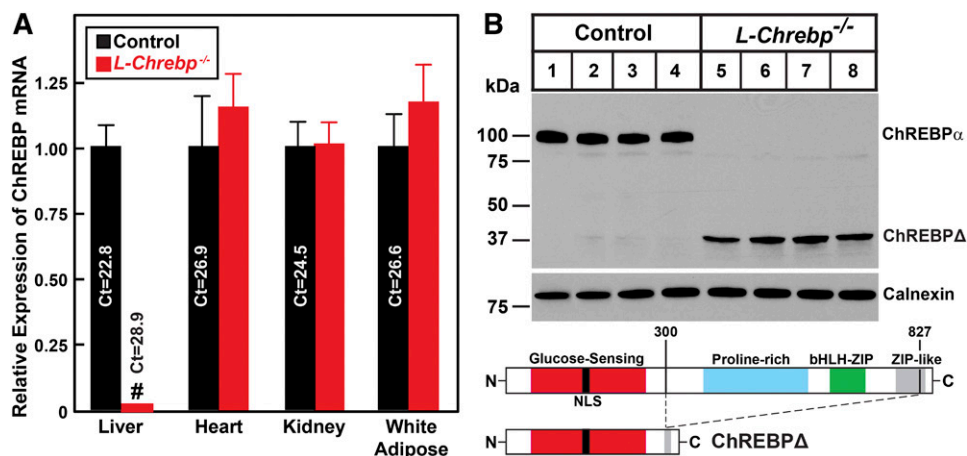 A
Relative Expression of ChREBP mRNA
Control
L-Chrebp-/-
1.25
1.00
0.75
0.50
0.25
0
Ct=22.8
#
Ct=28.9
Ct=26.9
Ct=24.5
Ct=26.6
Liver
Heart
Kidney
White
Adipose
B
Control
L-Chrebp-/-
kDa
1 2 3 4 5 6 7 8
100
75
50
37
ChREBPα
ChREBPΔ
75
Calnexin
300
827
Glucose-Sensing
Proline-rich
bHLH-ZIP
ZIP-like
N
C
NLS
N
C
ChREBPΔ